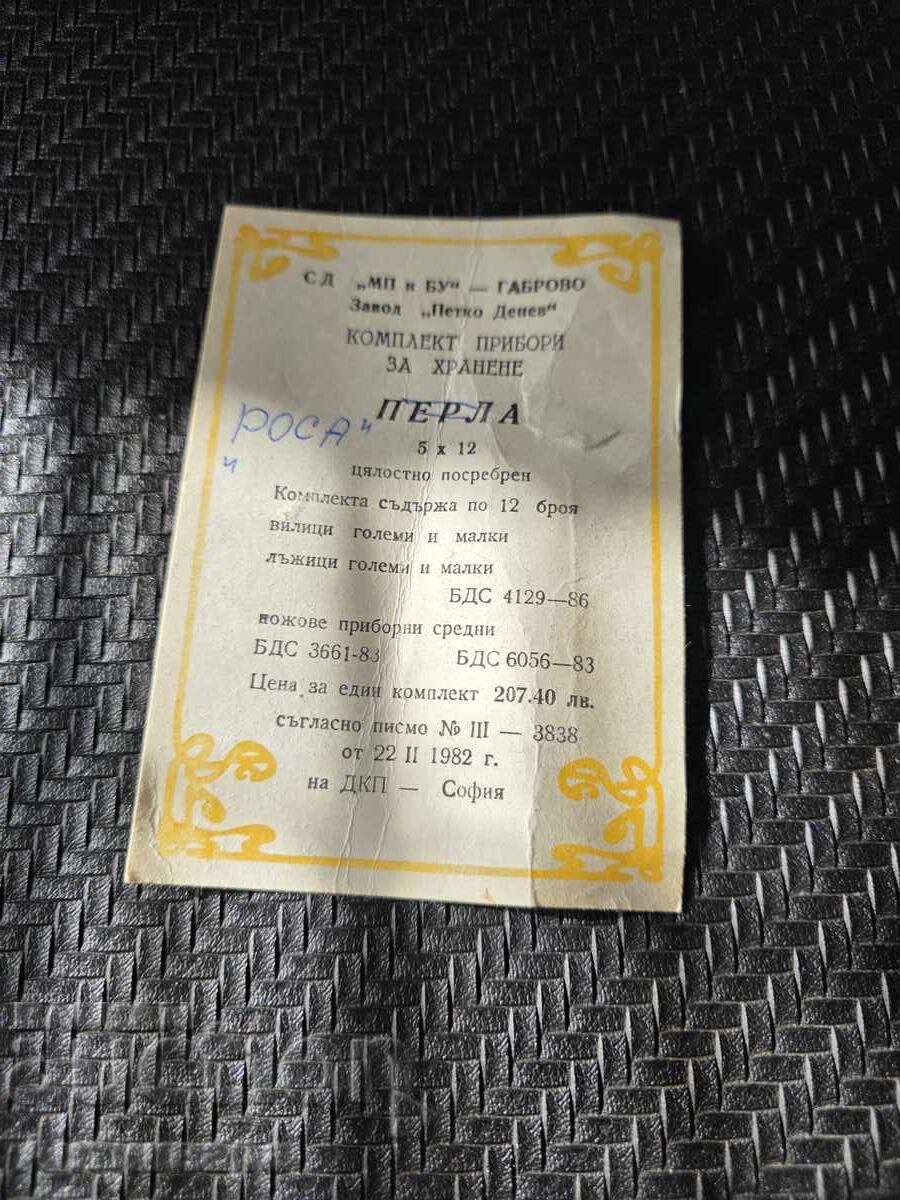 СД „МП и БУ" — ГАБРОВО
Завод „Петко Денев"
КОМПЛЕКТ ПРИБОРИ
ЗА ХРАНЕНЕ
ПЕРЛА
„РОСА"
5 х 12
цялостно посребрен
Комплекта съдържа по 12 броя
вилици големи и малки
лъжици големи и малки
БДС 4129—86
ножове приборни средни
БДС 3661-83 БДС 6056—83
Цена за един комплект 207.40 лв.
съгласно писмо № III — 3838
от 22 II 1982 г.
на ДКП — София